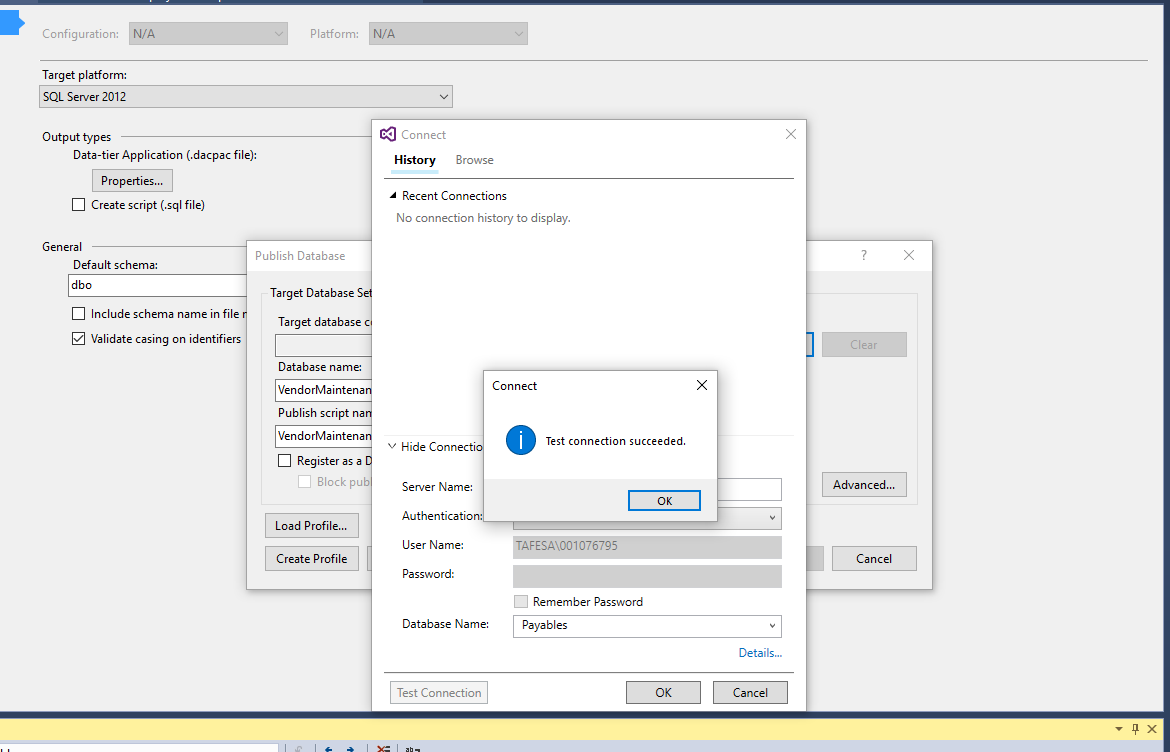 Configuration: N/A Platform: N/A
Target platform:
SQL Server 2012
Output types
Data-tier Application (.dacpac file):
Properties...
Create script (.sql file)
General
Default schema:
dbo
Include schema name in file
Validate casing on identifiers
Publish Database ?
Target Database Set
Target database
Clear
Database name:
VendorMaintenan
Publish script
VendorMaintenan
Register as a D
Block
Advanced...
Load Profile...
Create Profile
Cancel
Connect
History Browse
Recent Connections
No connection history to display.
Hide Connectio
Server Name:
Authentication:
User Name: TAFESA\001076795
Password:
Remember Password
Database Name: Payables
Details...
Test Connection OK Cancel
Connect
Test connection succeeded.
OK